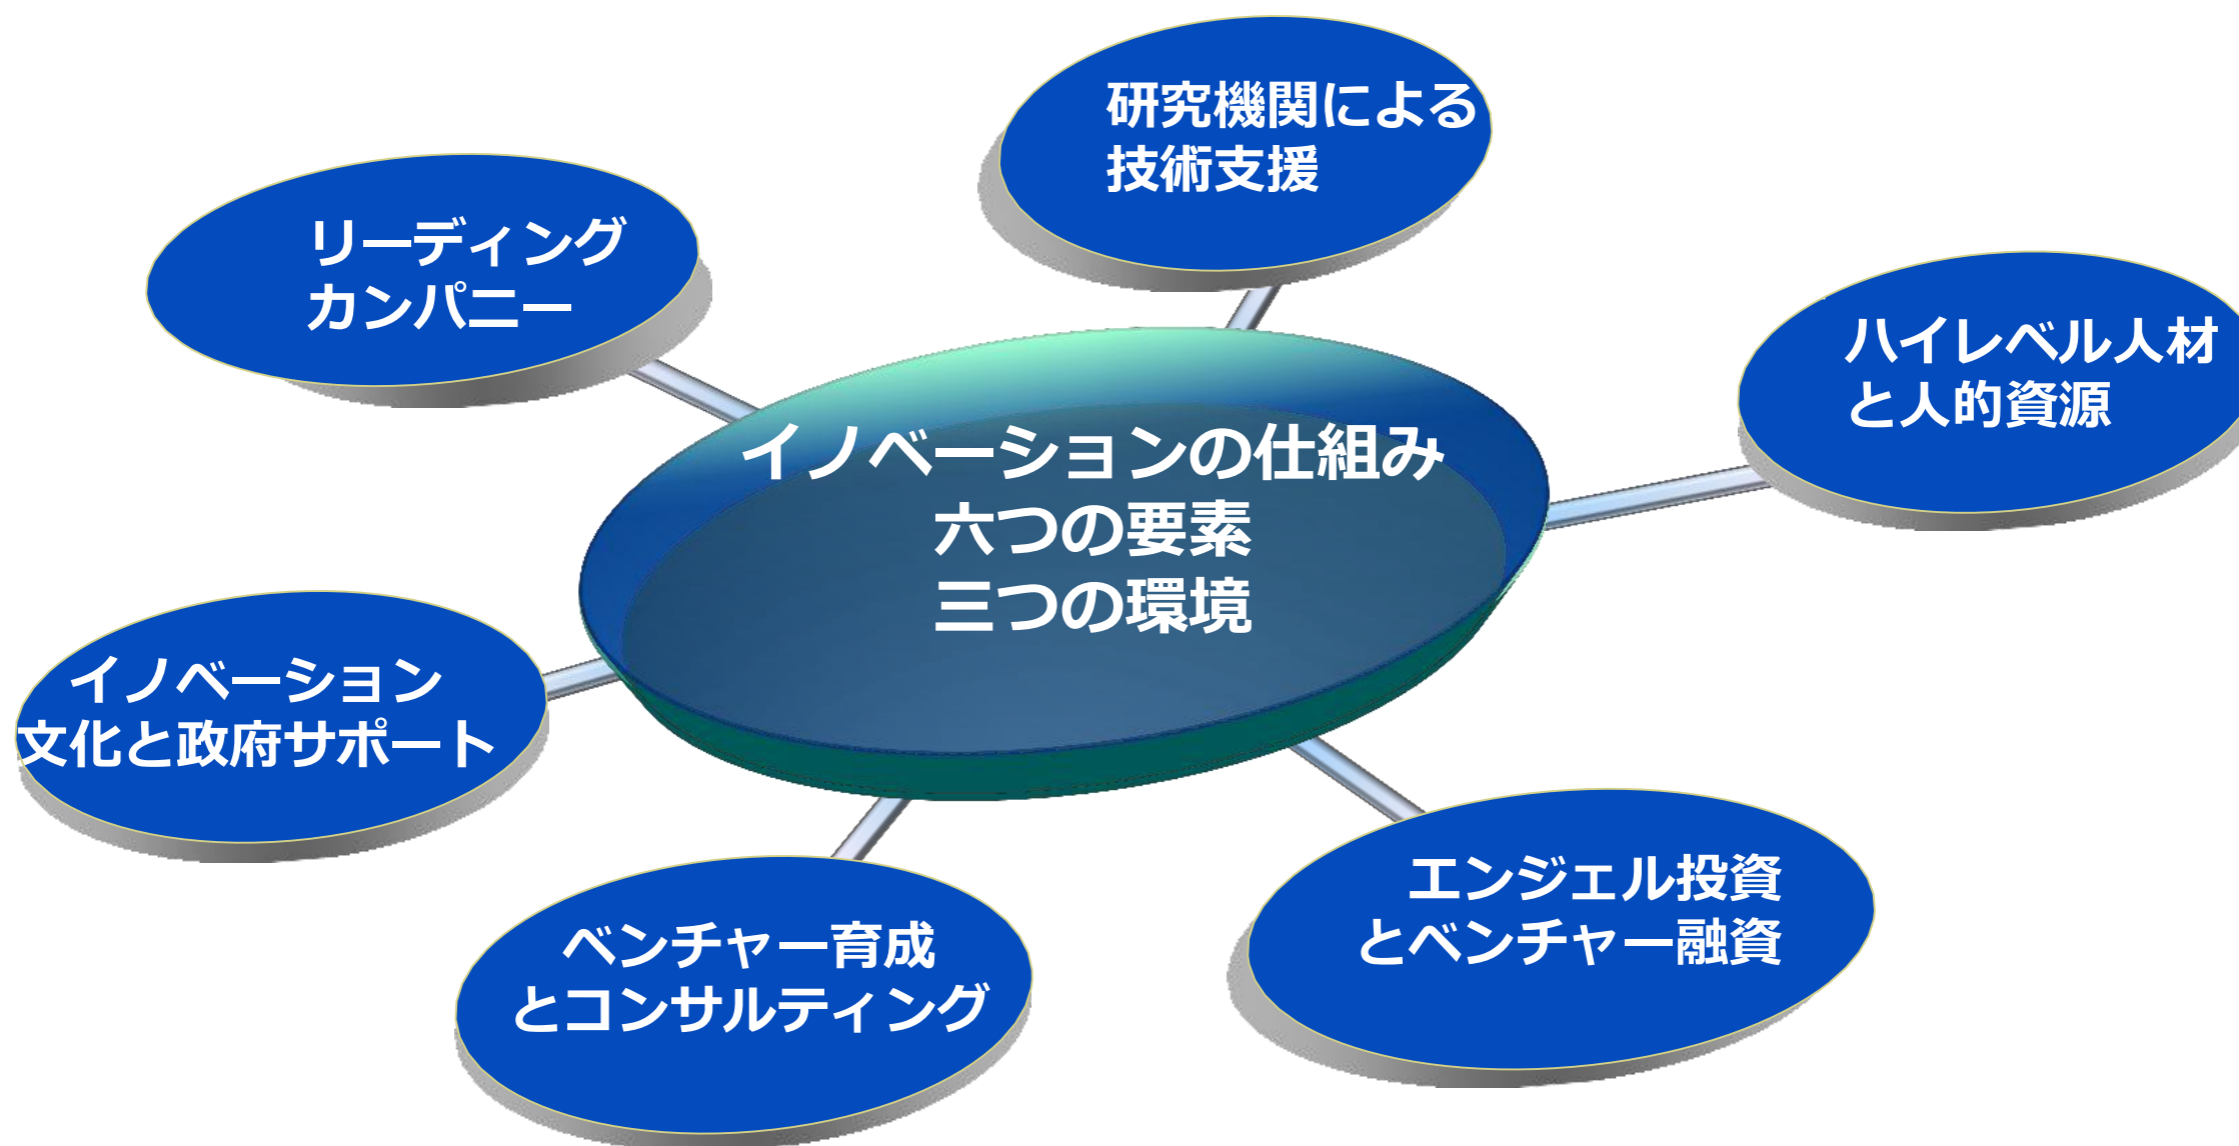 研究機関による
技術支援
リーディング
カンパニー
ハイレベル人材
と人的資源
イノベーションの仕組み
六つの要素
三つの環境
イノベーション
文化と政府サポート
エンジェル投資
とベンチャー融資
ベンチャー育成
とコンサルティング